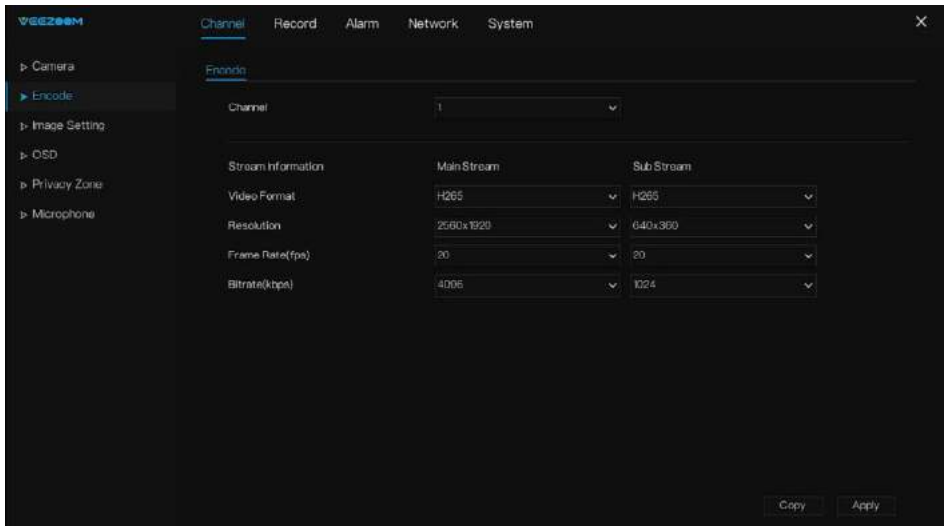 VEEZOOM
Channel Record Alarm Network System
Camera
Encode
Image Setting
OSD
Privacy Zone
Microphone
Encode
Channel 1
Stream Information Main Stream Sub Stream
Video Format H265 H265
Resolution 2560x1920 640x360
Frame Rate(fps) 20 20
Bitrate(kbps) 4096 1024
Copy Apply